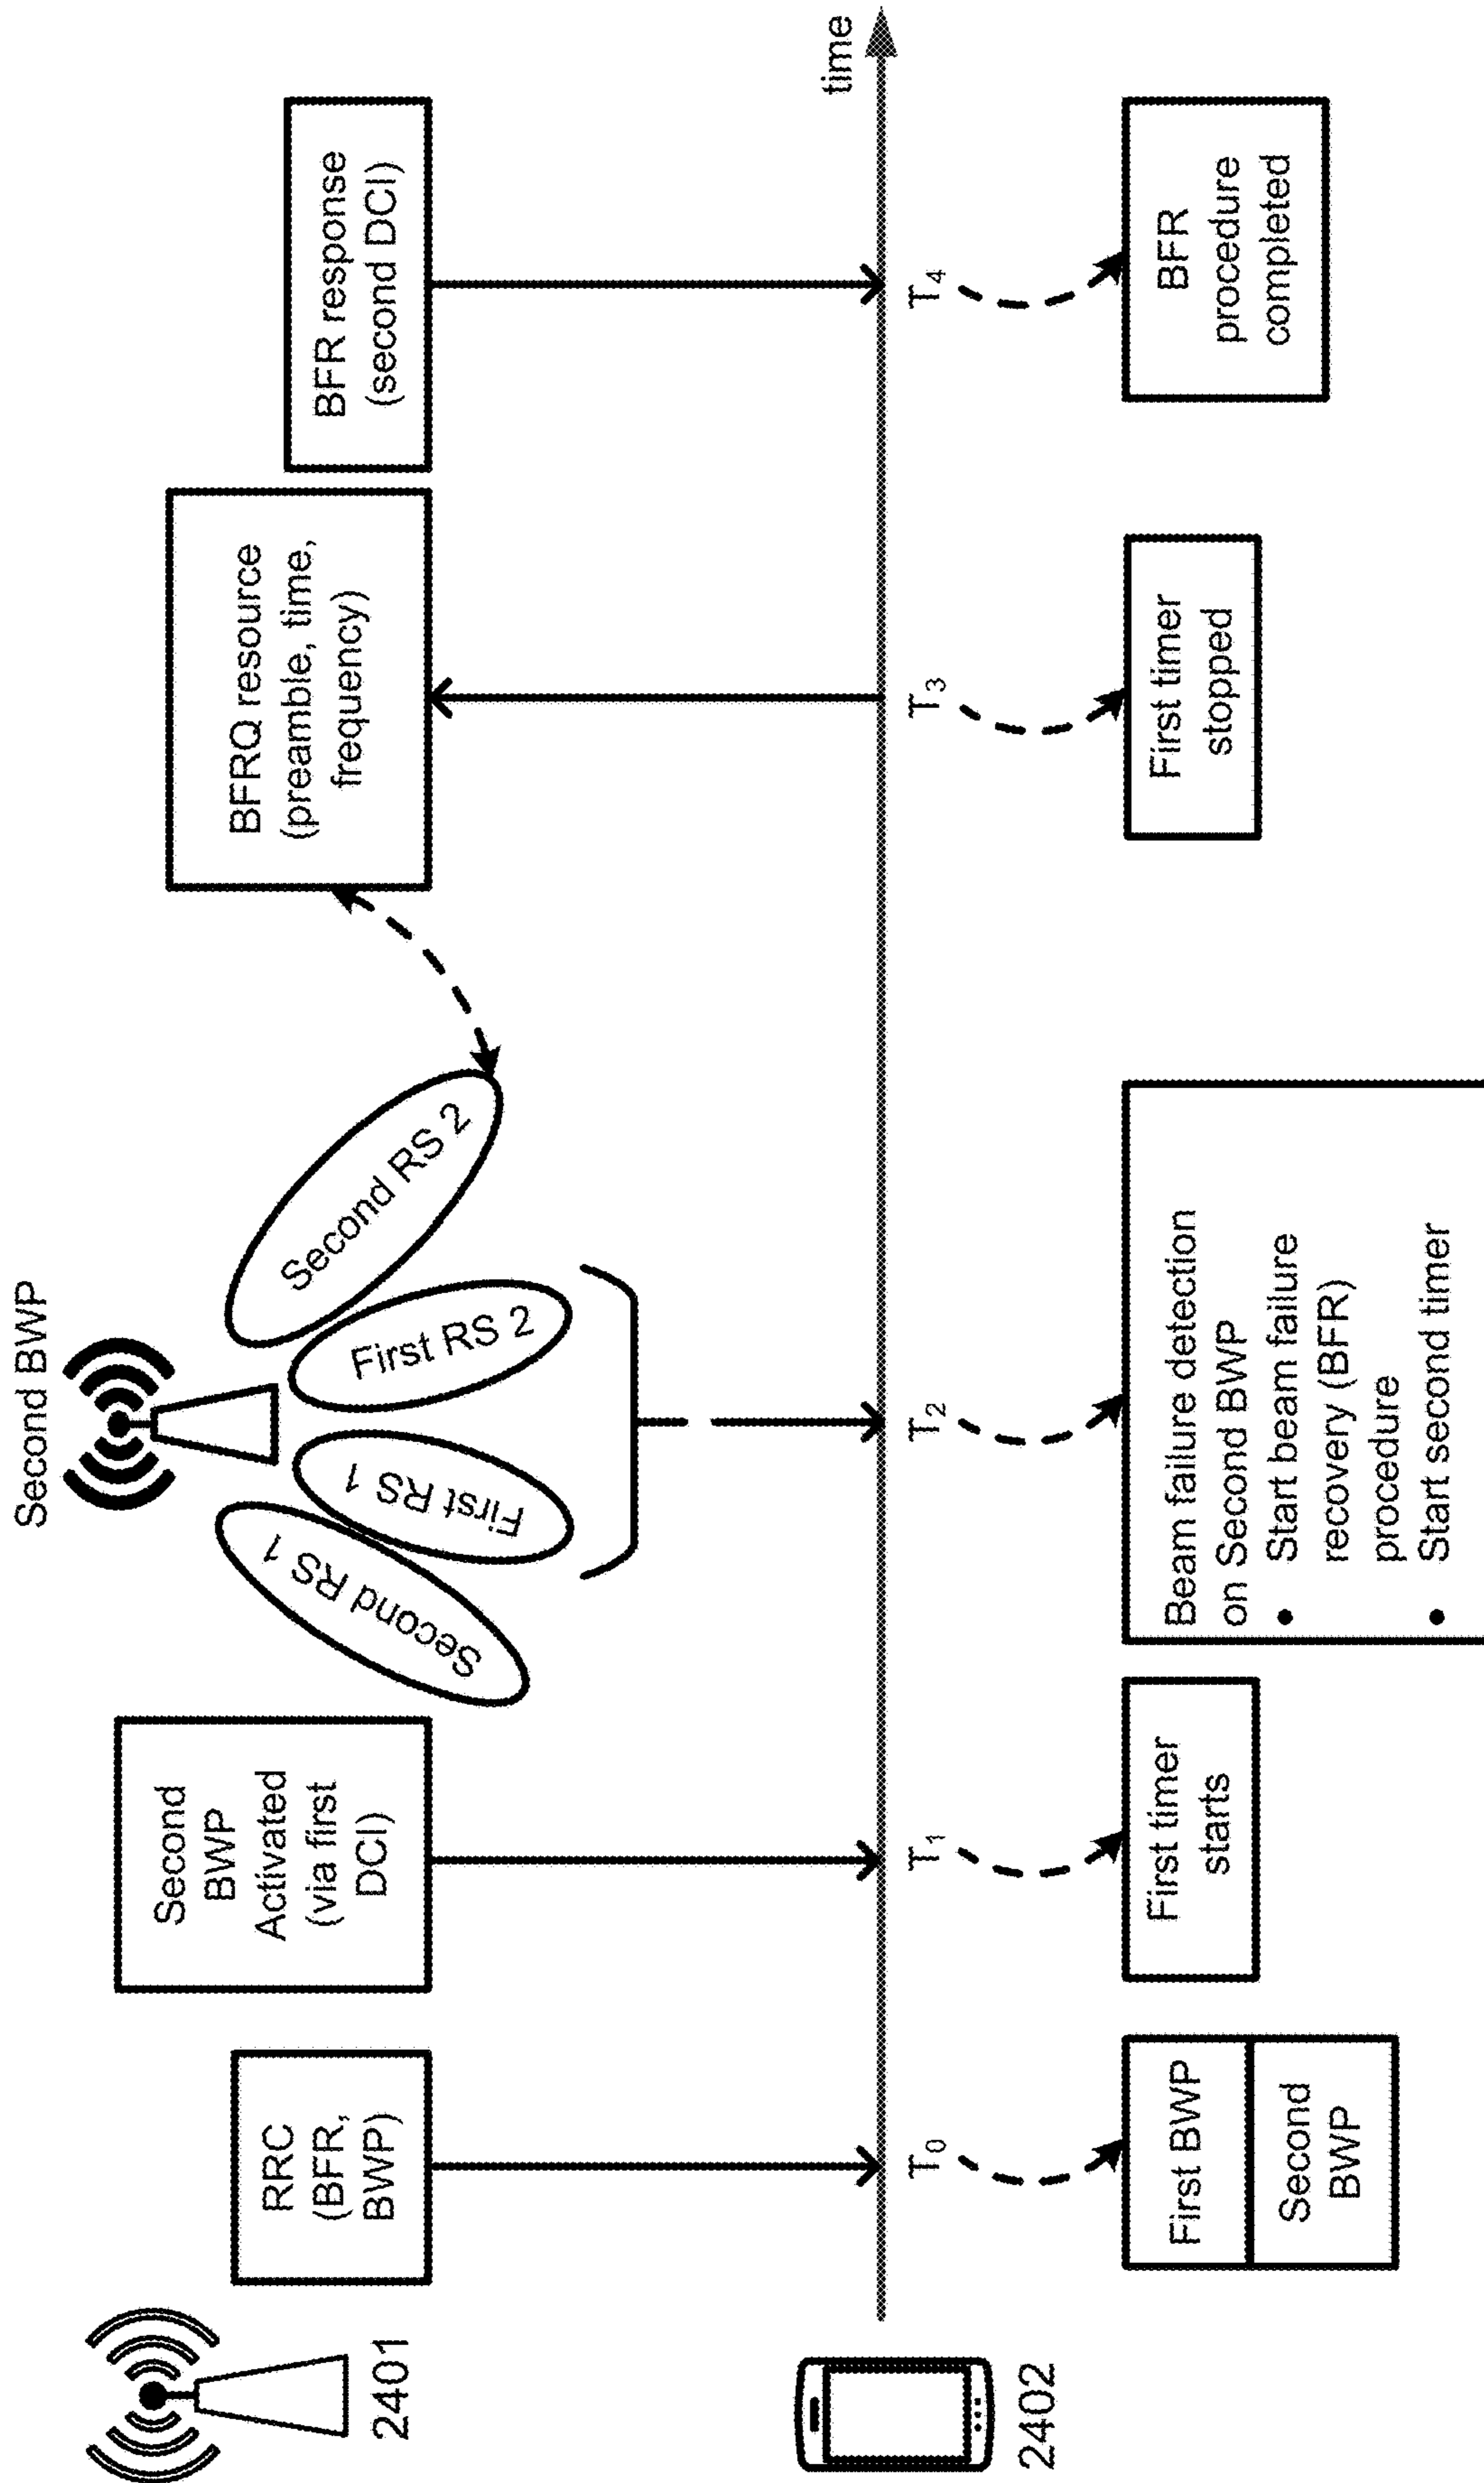 Second BWP
2401
RRC
(BFR,
BWP)
Second
BWP
Activated
(via first
DCI)
Second RS 1
First RS 1
First RS 2
Second RS 2
BFRQ resource
(preamble, time,
frequency)
BFR response
(second DCI)
time
2402
T0
T1
T2
T3
T4
First BWP
Second
BWP
First timer
starts
Beam failure detection
on Second BWP
• Start beam failure
recovery (BFR)
procedure
• Start second timer
First timer
stopped
BFR
procedure
completed